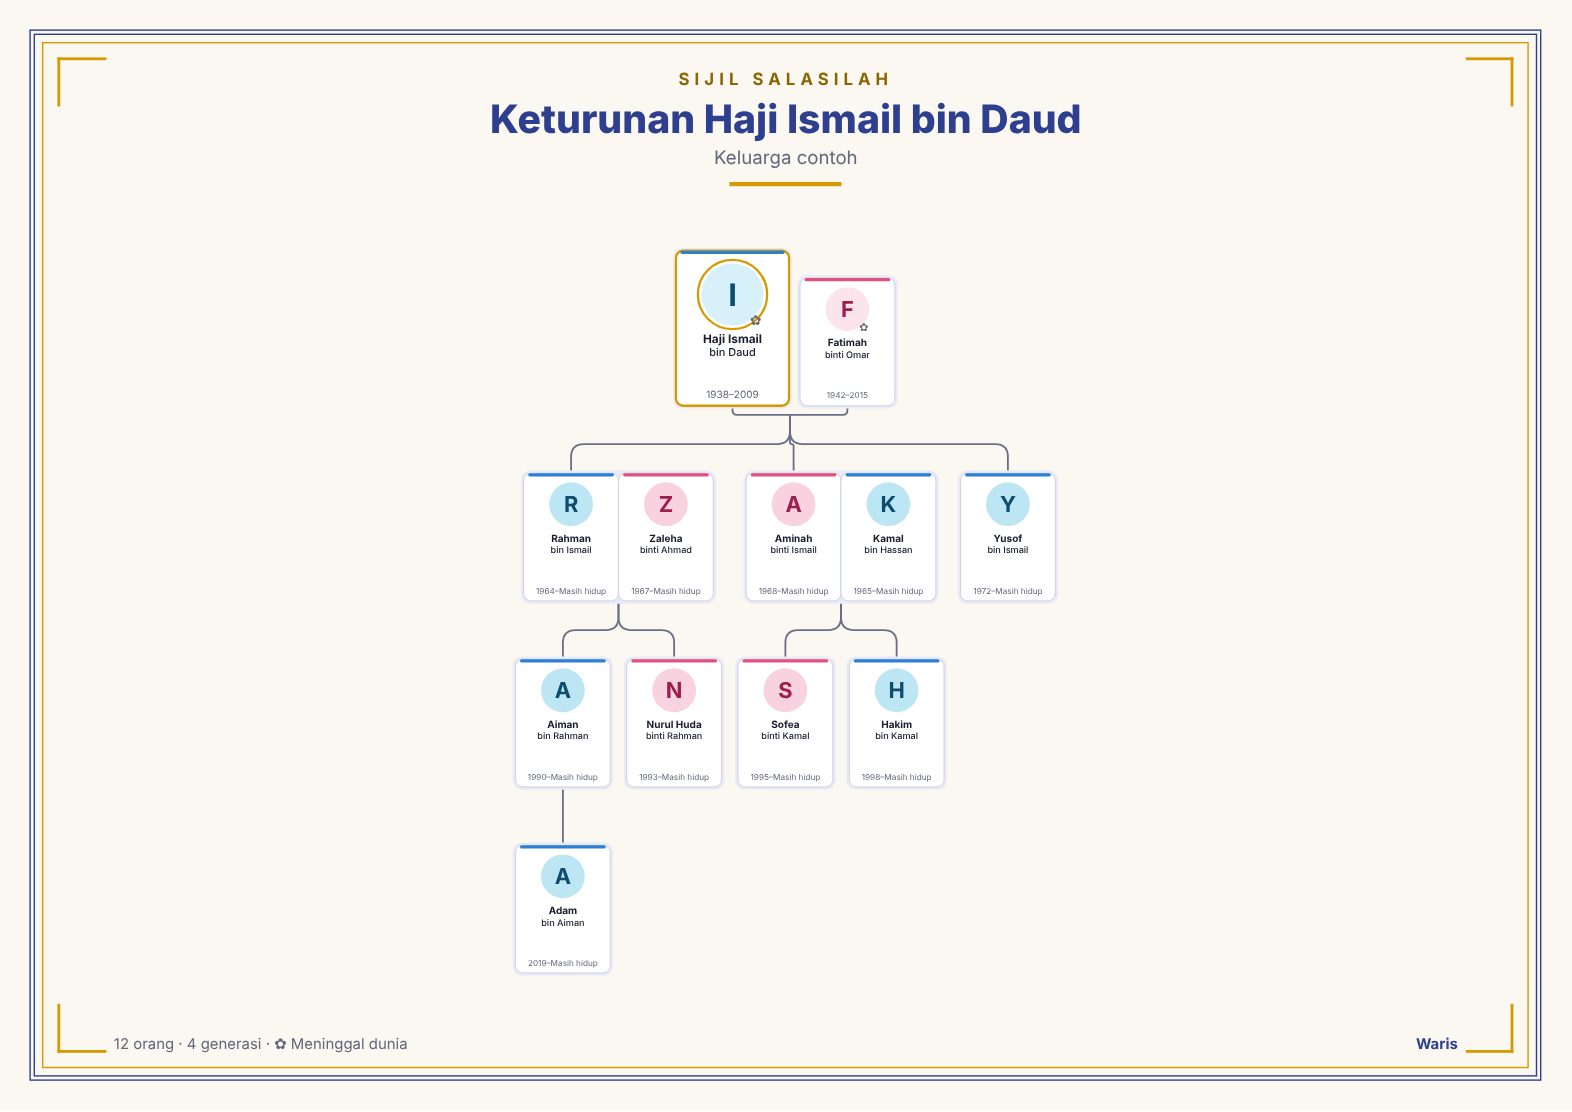 SIJIL SALASILAH
Keturunan Haji Ismail bin Daud
Keluarga contoh
I
✿
Haji Ismail
bin Daud
1938–2009
F
✿
Fatimah
binti Omar
1942–2015
R
Rahman
bin Ismail
1964–Masih hidup
Z
Zaleha
binti Ahmad
1967–Masih hidup
A
Aminah
binti Ismail
1968–Masih hidup
K
Kamal
bin Hassan
1965–Masih hidup
Y
Yusof
bin Ismail
1972–Masih hidup
A
Aiman
bin Rahman
1990–Masih hidup
N
Nurul Huda
binti Rahman
1993–Masih hidup
S
Sofea
binti Kamal
1995–Masih hidup
H
Hakim
bin Kamal
1998–Masih hidup
A
Adam
bin Aiman
2019–Masih hidup
12 orang · 4 generasi · ✿ Meninggal dunia
Waris